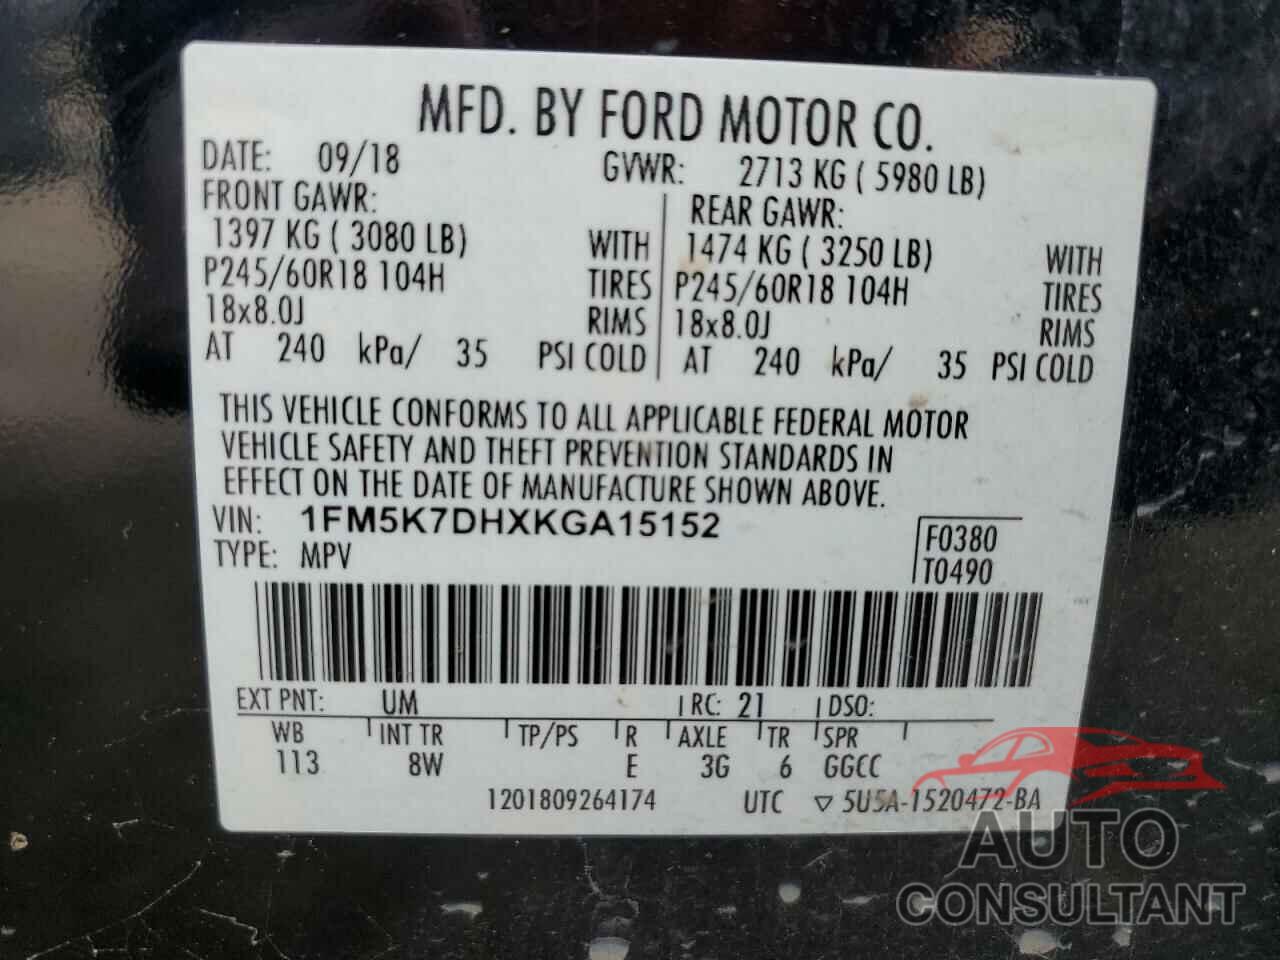 MFD. BY FORD MOTOR CO.
DATE: 09/18 GVWR: 2713 KG ( 5980 LB)
FRONT GAWR: REAR GAWR:
1397 KG ( 3080 LB) WITH 1474 KG ( 3250 LB) WITH
P245/60R18 104H TIRES P245/60R18 104H TIRES
18x8.0J RIMS 18x8.0J RIMS
AT 240 kPa/ 35 PSI COLD AT 240 kPa/ 35 PSI COLD
THIS VEHICLE CONFORMS TO ALL APPLICABLE FEDERAL MOTOR
VEHICLE SAFETY AND THEFT PREVENTION STANDARDS IN
EFFECT ON THE DATE OF MANUFACTURE SHOWN ABOVE.
VIN: 1FM5K7DHXKGA15152 F0380
TYPE: MPV T0490
EXT PNT: UM RC: 21 DSO:
WB INT TR TP/PS R AXLE TR SPR
113 8W E 3G 6 GGCC
1201809264174 UTC ▽ 5U5A-1520472-BA
AUTO
CONSULTANT